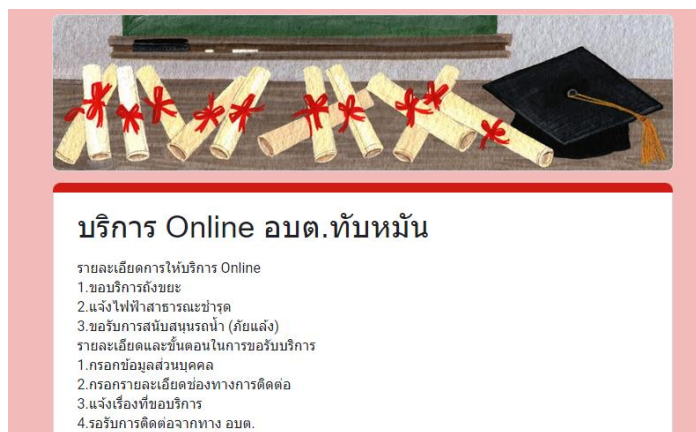 บริการ Online อบต.ทับหมัน
รายละเอียดการให้บริการ Online
1.ขอบริการถังขยะ
2.แจ้งไฟฟ้าสาธารณะชำรุด
3.ขอรับการสนับสนุนรถน้ำ (ภัยแล้ง)
รายละเอียดและขั้นตอนในการขอรับบริการ
1.กรอกข้อมูลส่วนบุคคล
2.กรอกรายละเอียดช่องทางการติดต่อ
3.แจ้งเรื่องที่ขอบริการ
4.รอรับการติดต่อจากทาง อบต.